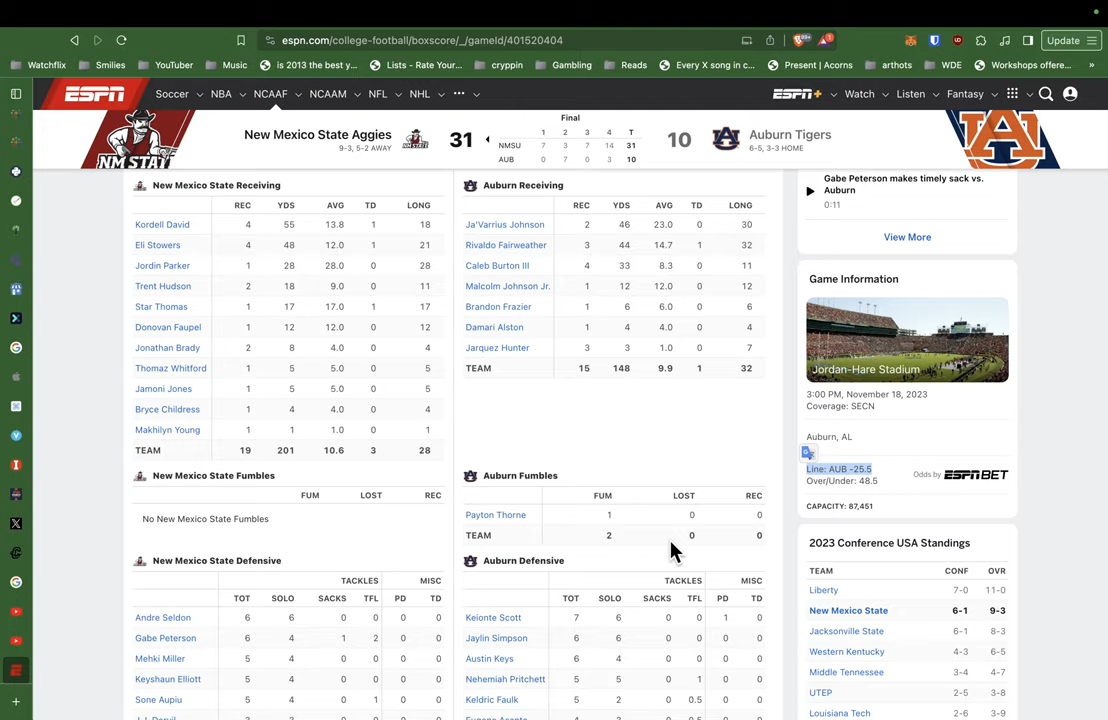 espn.com/college-football/boxscore/_/gameId/401520404
99+
1
Update
Watchflix
Smilies
YouTuber
Music
is 2013 the best y...
Lists - Rate Your...
cryppin
Gambling
Reads
Every X song in c...
Present | Acorns
arthots
WDE
Workshops offere...
»
ESPN
Soccer
NBA
NCAAF
NCAAM
NFL
NHL
ESPN+
Watch
Listen
Fantasy
NM STATE
New Mexico State Aggies
9-3, 5-2 AWAY
31
Final
1 2 3 4 T
NMSU 7 3 7 14 31
AUB 0 7 0 3 10
10
Auburn Tigers
6-5, 3-3 HOME
New Mexico State Receiving
REC YDS AVG TD LONG
Kordell David 4 55 13.8 1 18
Eli Stowers 4 48 12.0 1 21
Jordin Parker 1 28 28.0 0 28
Trent Hudson 2 18 9.0 0 11
Star Thomas 1 17 17.0 1 17
Donovan Faupel 1 12 12.0 0 12
Jonathan Brady 2 8 4.0 0 4
Thomaz Whitford 1 5 5.0 0 5
Jamoni Jones 1 5 5.0 0 5
Bryce Childress 1 4 4.0 0 4
Makhilyn Young 1 1 1.0 0 1
TEAM 19 201 10.6 3 28
Auburn Receiving
REC YDS AVG TD LONG
Ja'Varrius Johnson 2 46 23.0 0 30
Rivaldo Fairweather 3 44 14.7 1 32
Caleb Burton III 4 33 8.3 0 11
Malcolm Johnson Jr. 1 12 12.0 0 12
Brandon Frazier 1 6 6.0 0 6
Damari Alston 1 4 4.0 0 4
Jarquez Hunter 3 3 1.0 0 7
TEAM 15 148 9.9 1 32
New Mexico State Fumbles
FUM LOST REC
No New Mexico State Fumbles
Auburn Fumbles
FUM LOST REC
Payton Thorne 1 0 0
TEAM 2 0 0
New Mexico State Defensive
TACKLES MISC
TOT SOLO SACKS TFL PD TD
Andre Seldon 6 6 0 0 0 0
Gabe Peterson 6 4 1 2 0 0
Mehki Miller 5 4 0 0 0 0
Keyshaun Elliott 5 4 0 0 0 0
Sone Aupiu 5 4 0 1 0 0
Auburn Defensive
TACKLES MISC
TOT SOLO SACKS TFL PD TD
Keionte Scott 7 6 0 0 1 0
Jaylin Simpson 6 6 0 0 0 0
Austin Keys 6 4 0 0 0 0
Nehemiah Pritchett 5 5 0 1 0 0
Keldric Faulk 5 2 0 0.5 0 0
Gabe Peterson makes timely sack vs.
Auburn
0:11
View More
Game Information
Jordan-Hare Stadium
3:00 PM, November 18, 2023
Coverage: SECN
Auburn, AL
Line: AUB -25.5
Over/Under: 48.5
Odds by ESPN BET
CAPACITY: 87,451
2023 Conference USA Standings
TEAM CONF OVR
Liberty 7-0 11-0
New Mexico State 6-1 9-3
Jacksonville State 6-1 8-3
Western Kentucky 4-3 6-5
Middle Tennessee 3-4 4-7
UTEP 2-5 3-8
Louisiana Tech 2-6 3-9